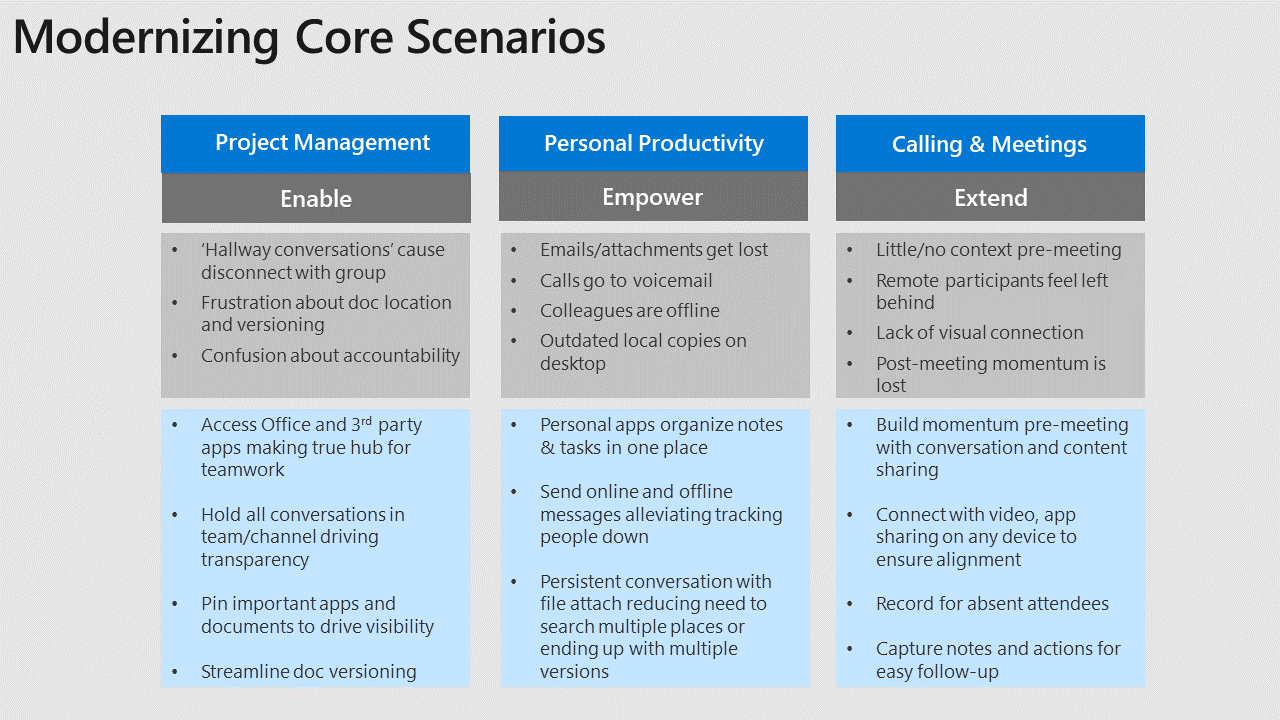 Modernizing Core Scenarios
Project Management
Enable
• ‘Hallway conversations’ cause
disconnect with group
• Frustration about doc location
and versioning
• Confusion about accountability
• Access Office and 3rd party
apps making true hub for
teamwork
• Hold all conversations in
team/channel driving
transparency
• Pin important apps and
documents to drive visibility
• Streamline doc versioning
Personal Productivity
Empower
• Emails/attachments get lost
• Calls go to voicemail
• Colleagues are offline
• Outdated local copies on
desktop
• Personal apps organize notes
& tasks in one place
• Send online and offline
messages alleviating tracking
people down
• Persistent conversation with
file attach reducing need to
search multiple places or
ending up with multiple
versions
Calling & Meetings
Extend
• Little/no context pre-meeting
• Remote participants feel left
behind
• Lack of visual connection
• Post-meeting momentum is
lost
• Build momentum pre-meeting
with conversation and content
sharing
• Connect with video, app
sharing on any device to
ensure alignment
• Record for absent attendees
• Capture notes and actions for
easy follow-up